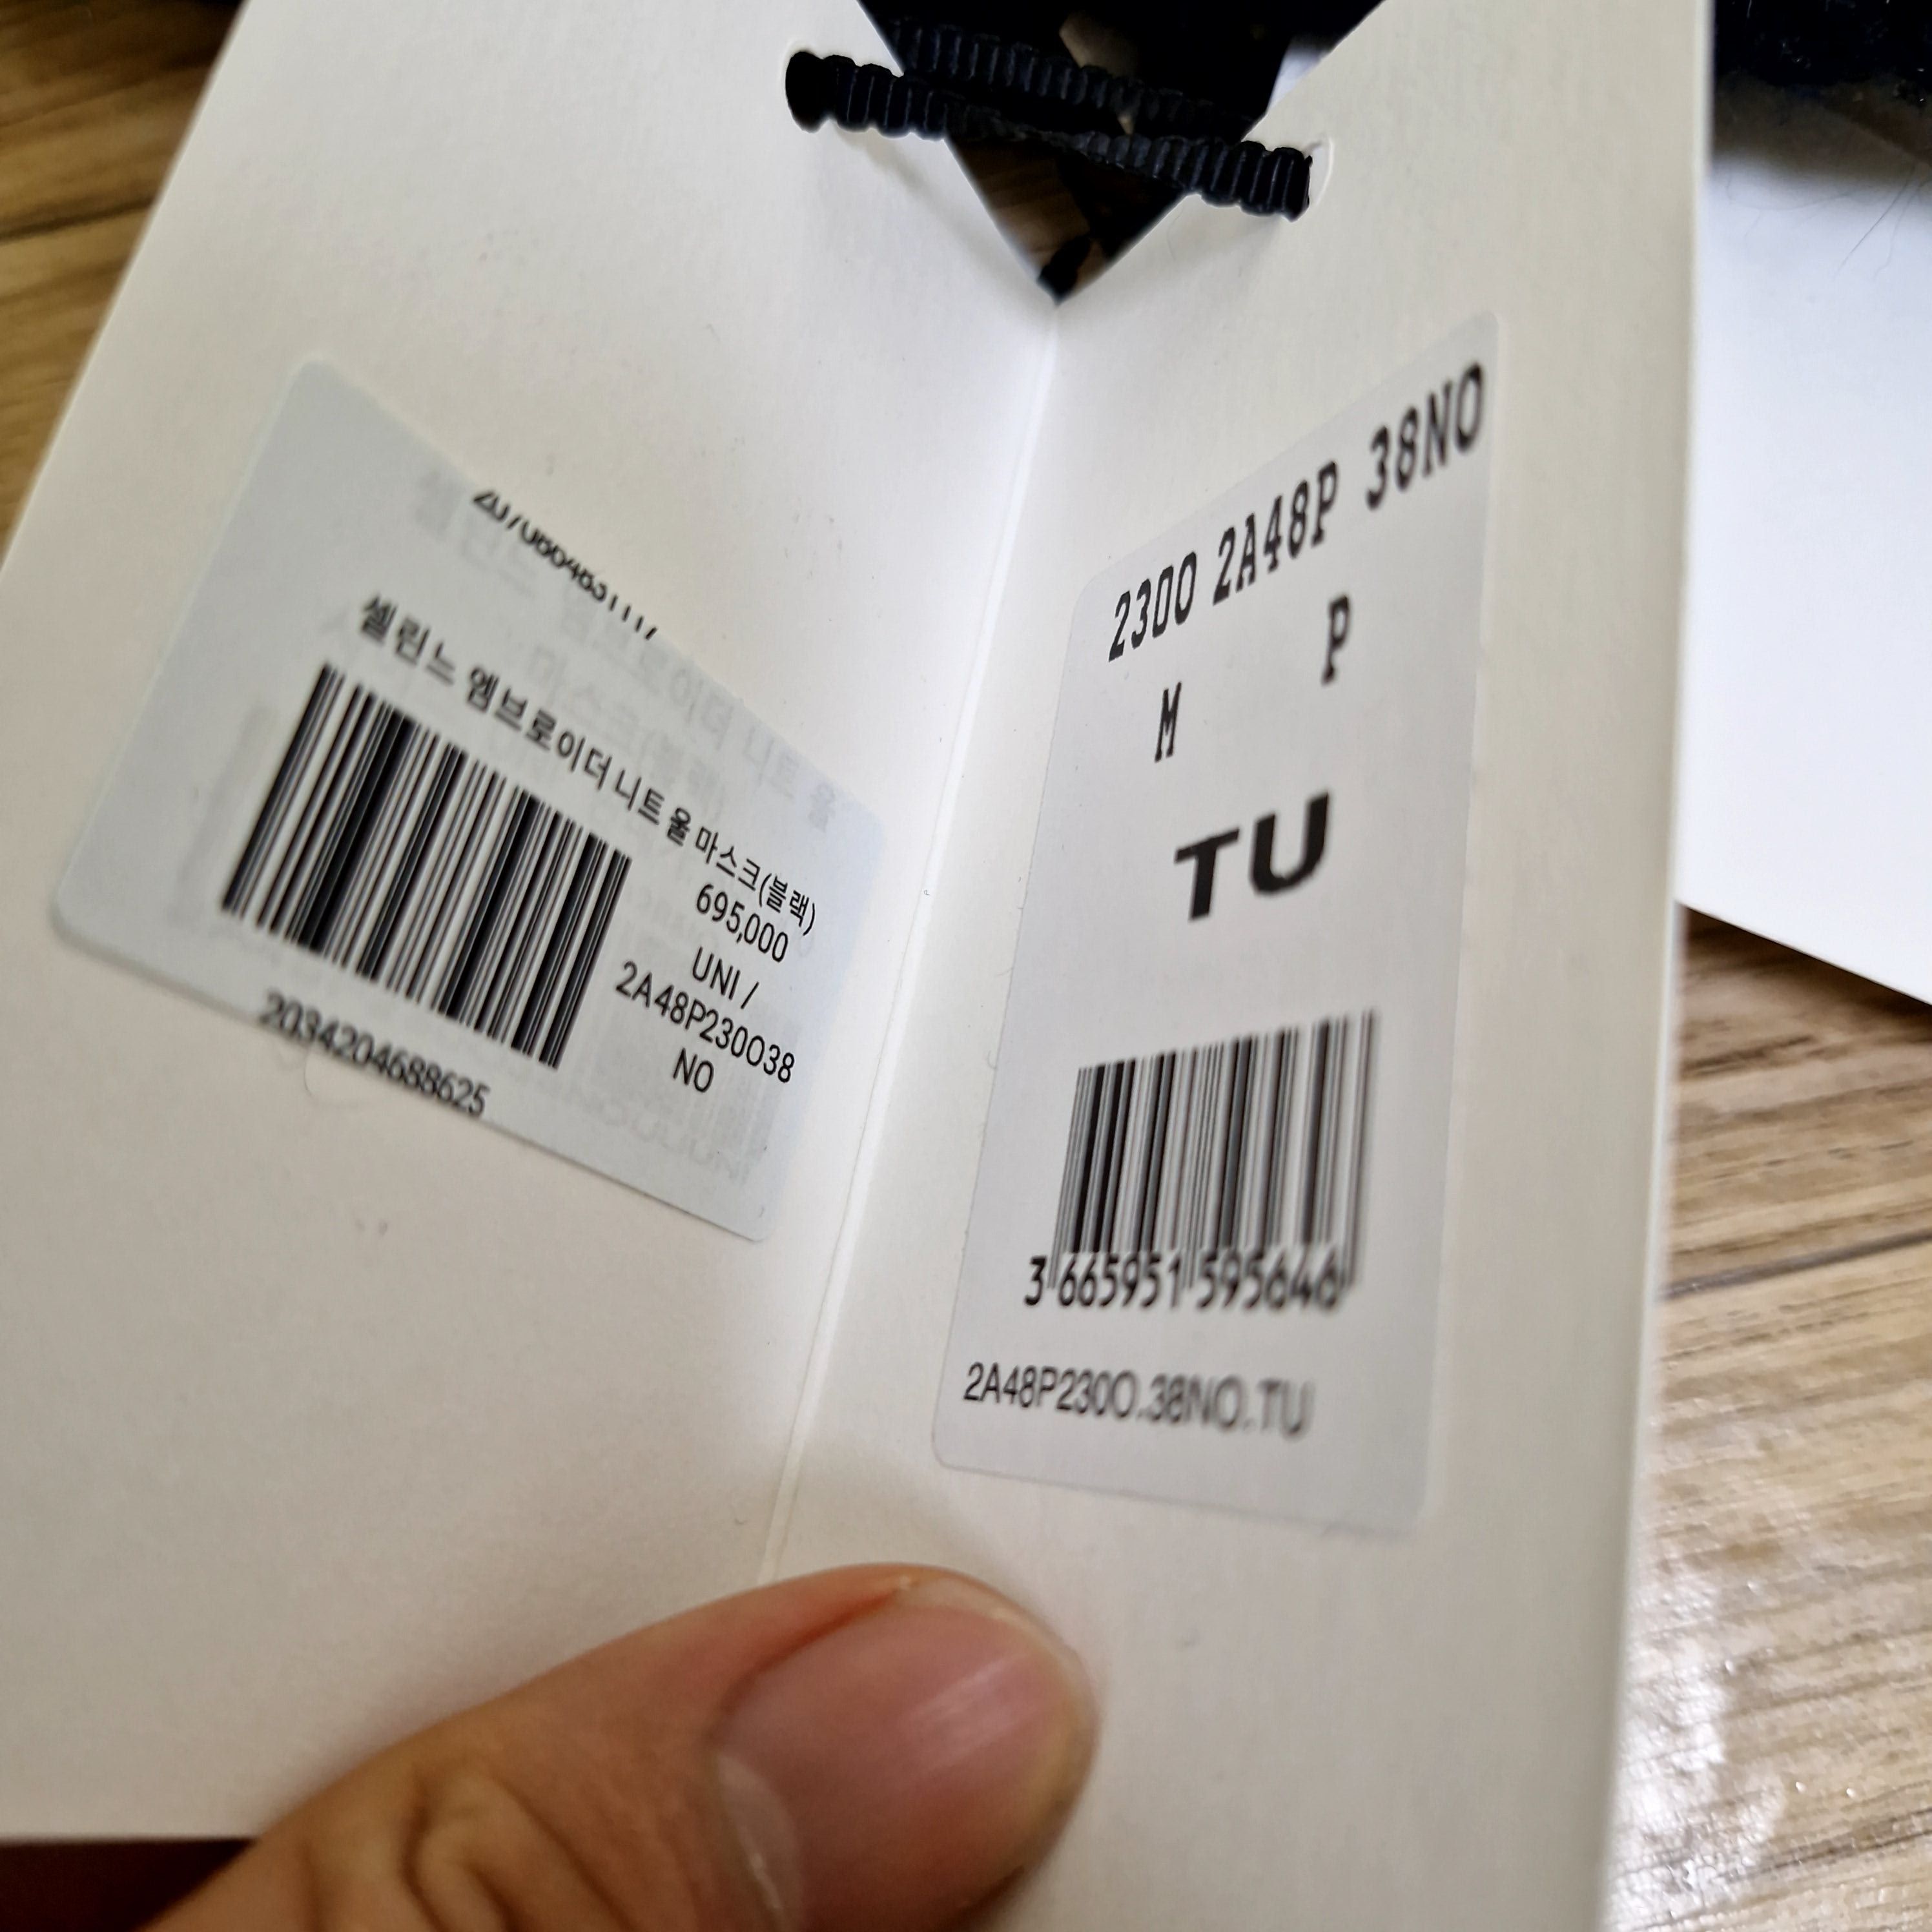 셀린느 엠브로이더 니트 울 마스크(블랙)
695,000
UNI /
2A48P230O38
NO
2034204688625
230O 2A48P 38NO
M P
TU
3 665951 595646
2A48P230O.38NO.TU